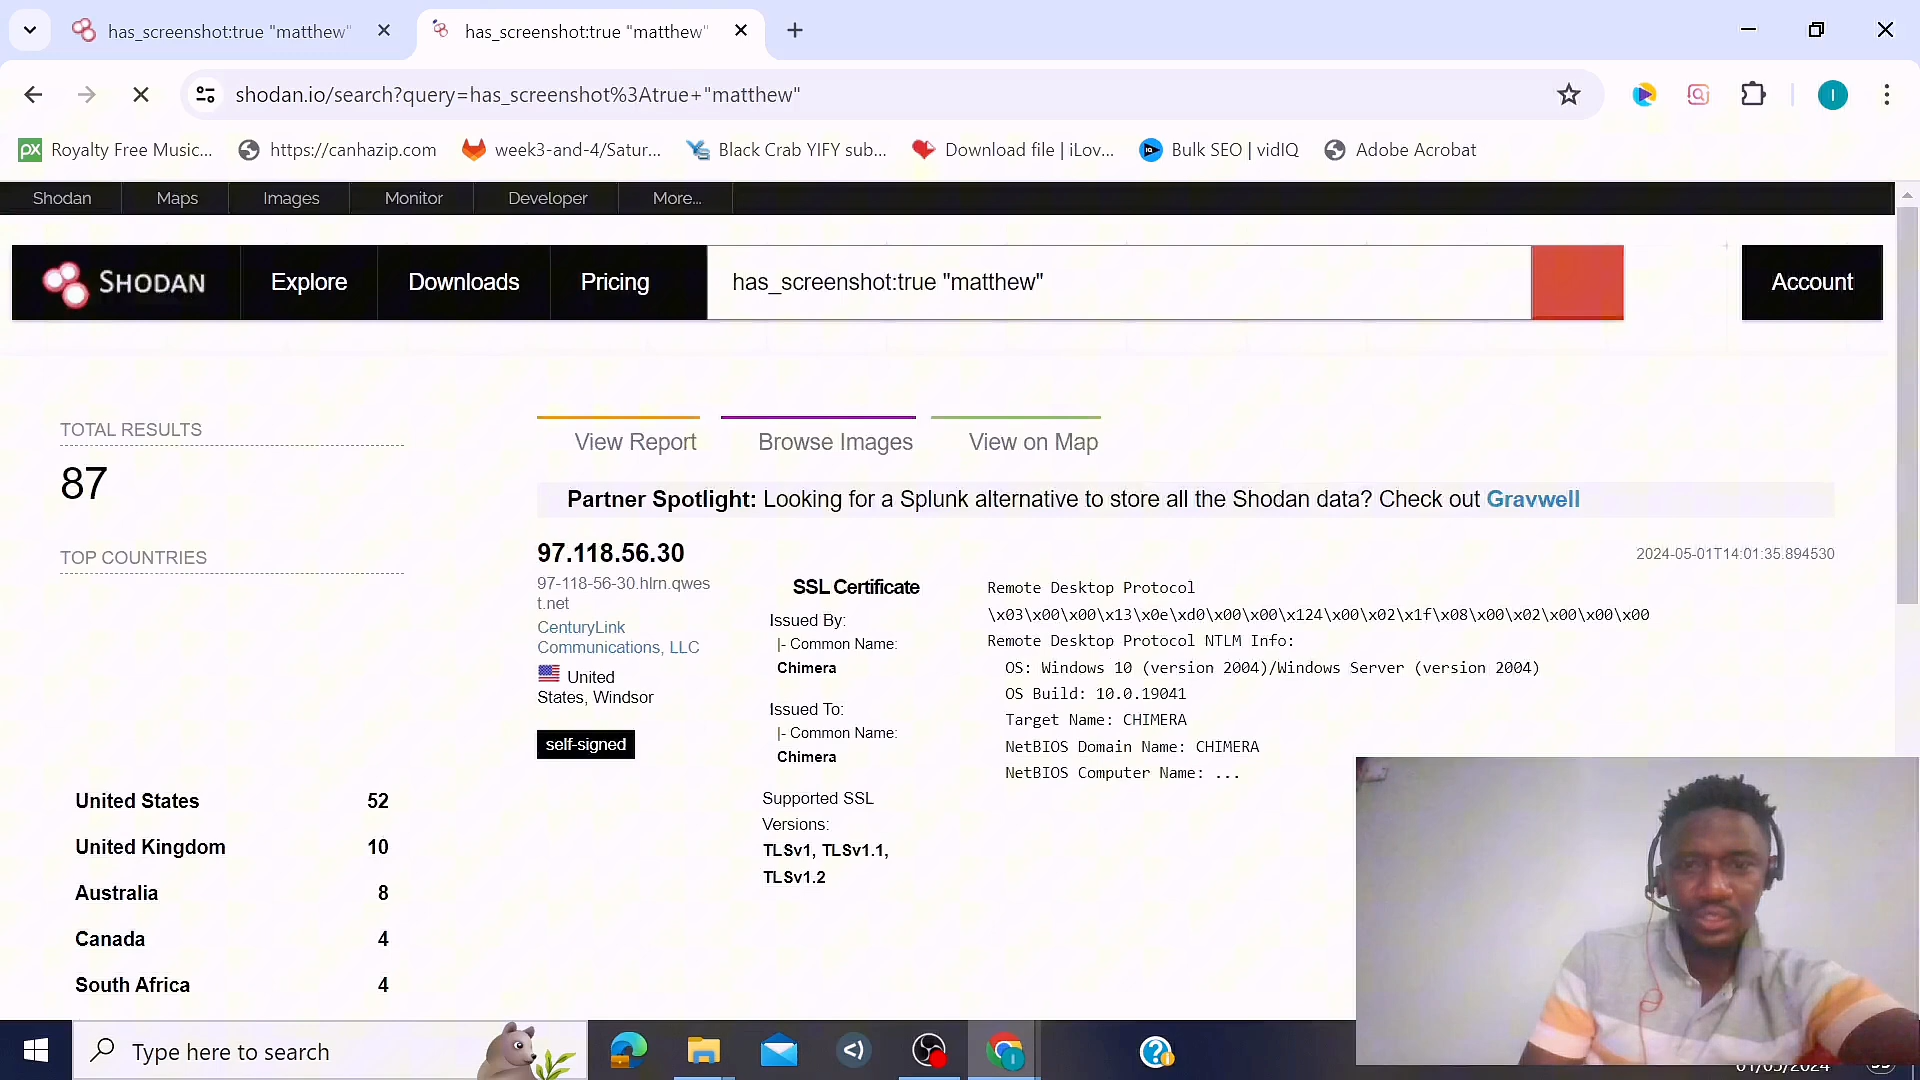 has_screenshot:true "matthew"
has_screenshot:true "matthew"
shodan.io/search?query=has_screenshot%3Atrue+"matthew"
I
px Royalty Free Music...
https://canhazip.com
week3-and-4/Satur...
Black Crab YIFY sub...
Download file | iLov...
Bulk SEO | vidIQ
Adobe Acrobat
Shodan
Maps
Images
Monitor
Developer
More...
SHODAN
Explore
Downloads
Pricing
has_screenshot:true "matthew"
Account
TOTAL RESULTS
87
TOP COUNTRIES
United States 52
United Kingdom 10
Australia 8
Canada 4
South Africa 4
View Report
Browse Images
View on Map
Partner Spotlight: Looking for a Splunk alternative to store all the Shodan data? Check out Gravwell
97.118.56.30
2024-05-01T14:01:35.894530
97-118-56-30.hlrn.qwes
t.net
CenturyLink
Communications, LLC
United
States, Windsor
self-signed
SSL Certificate
Issued By:
|- Common Name:
Chimera
Issued To:
|- Common Name:
Chimera
Supported SSL
Versions:
TLSv1, TLSv1.1,
TLSv1.2
Remote Desktop Protocol
\x03\x00\x00\x13\x0e\xd0\x00\x00\x124\x00\x02\x1f\x08\x00\x02\x00\x00\x00
Remote Desktop Protocol NTLM Info:
OS: Windows 10 (version 2004)/Windows Server (version 2004)
OS Build: 10.0.19041
Target Name: CHIMERA
NetBIOS Domain Name: CHIMERA
NetBIOS Computer Name: ...
Type here to search